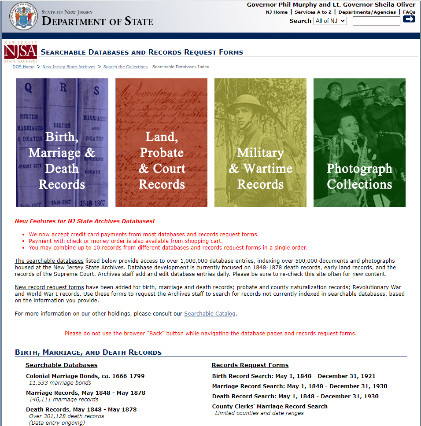 Governor Phil Murphy and Lt. Governor Sheila Oliver
STATE OF NEW JERSEY
DEPARTMENT OF STATE
NJ Home | Services A to Z | Departments/Agencies | FAQs
Search All of NJ
NJSA
SEARCHABLE DATABASES AND RECORDS REQUEST FORMS
DOS Home > New Jersey State Archives > Search the Collections > Searchable Databases Index
Q R S
Birth,
Marriage &
Death
Records
Land,
Probate
& Court
Records
Military
& Wartime
Records
Photograph
Collections
New Features for NJ State Archives Databases!
We now accept credit card payments from most databases and records request forms.
Payment with check or money order is also available from shopping cart.
You may combine up to 10 records from different databases and records request forms in a single order.
The searchable databases listed below provide access to over 1,900,000 database entries, indexing over 500,000 documents and photographs
housed at the New Jersey State Archives. Database development is currently focused on 1848-1878 death records, early land records, and the
records of the Supreme Court. Archives staff add and edit database entries daily. Please be sure to re-check this site often for new content.
New record request forms have been added for birth, marriage and death records; probate and county naturalization records; Revolutionary War
and World War I records. Use these forms to request the Archives staff to search for records not currently indexed in searchable databases, based
on the information you provide.
For more information on our other holdings, please consult our Searchable Catalog.
Please do not use the browser "Back" button while navigating the database pages and records request forms.
BIRTH, MARRIAGE, AND DEATH RECORDS
Searchable Databases
Records Request Forms
Colonial Marriage Bonds, ca. 1666 1799
11,533 marriage bonds
Marriage Records, May 1848 - May 1878
marriage records
Death Records, May 1848 - May 1878
Over 301,128 death records
(Data entry ongoing)
Birth Record Search: May 1, 1848 - December 31, 1921
Marriage Record Search: May 1, 1848 - December 31, 1930
Death Record Search: May 1, 1848 - December 31, 1930
County Clerks' Marriage Record Search
Limited counties and date ranges